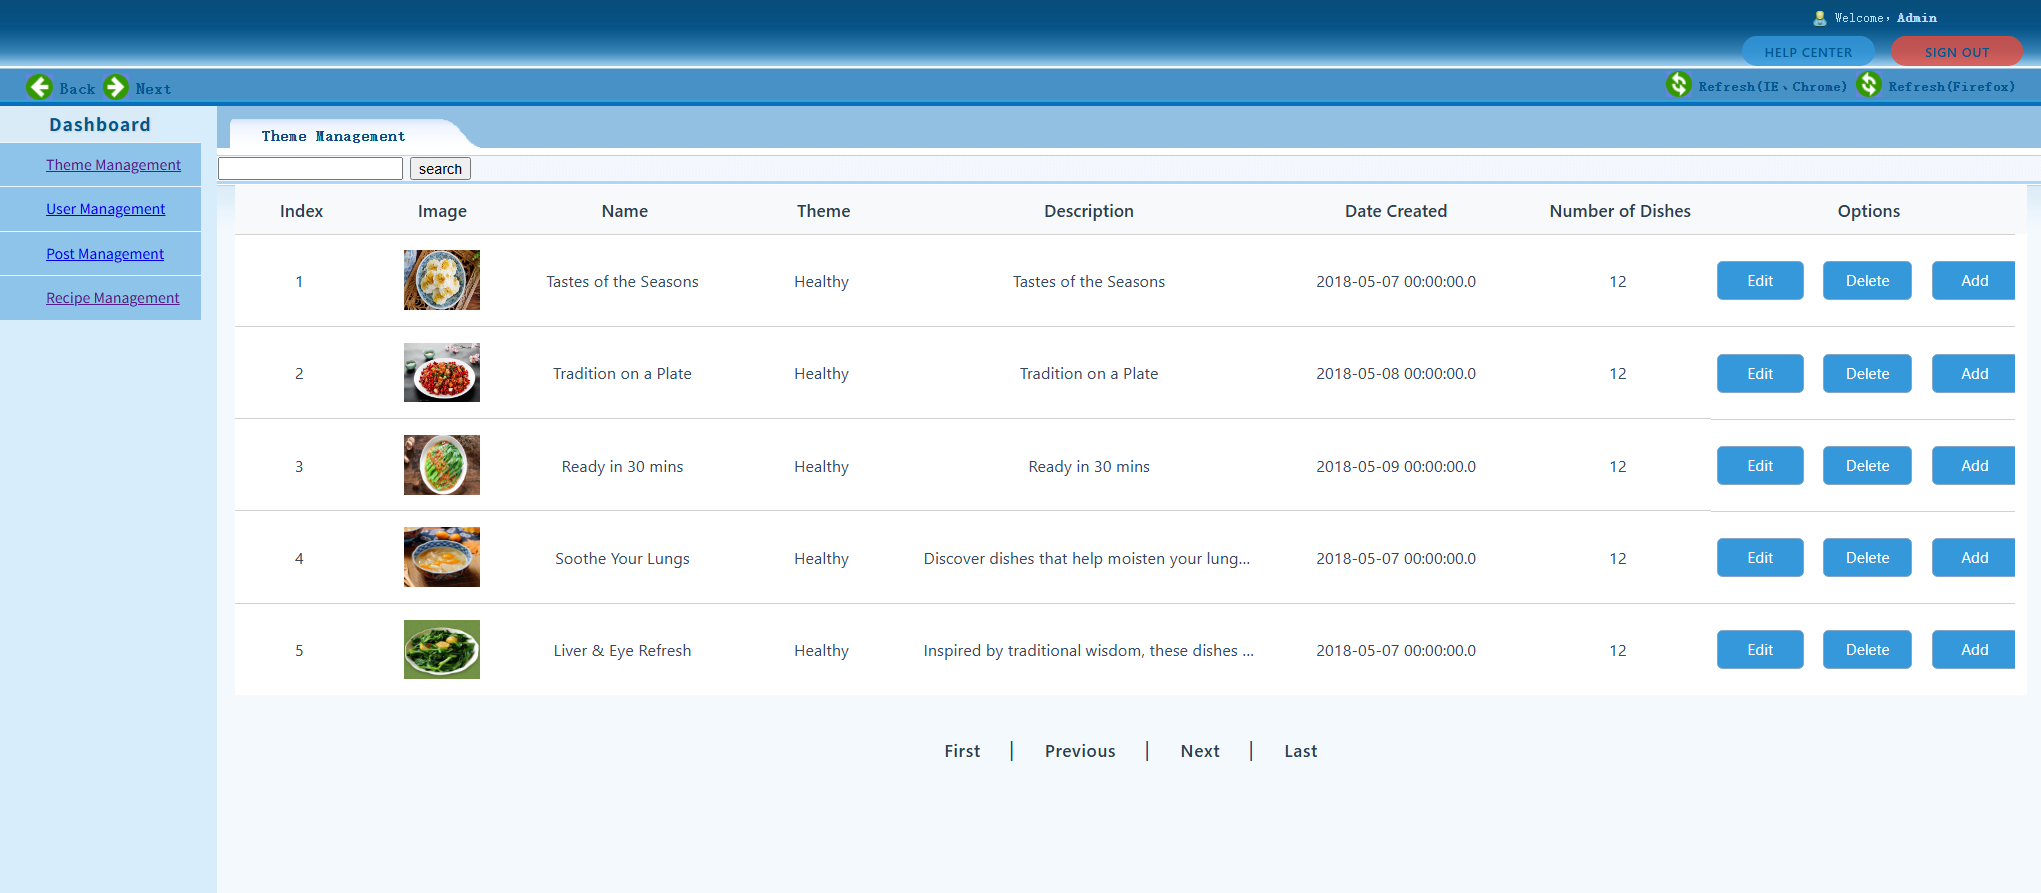 Welcome, Admin
HELP CENTER SIGN OUT
Back Next Refresh(IE、Chrome) Refresh(Firefox)
Dashboard
Theme Management
User Management
Post Management
Recipe Management
Theme Management
search
Index Image Name Theme Description Date Created Number of Dishes Options
1 Tastes of the Seasons Healthy Tastes of the Seasons 2018-05-07 00:00:00.0 12 Edit Delete Add
2 Tradition on a Plate Healthy Tradition on a Plate 2018-05-08 00:00:00.0 12 Edit Delete Add
3 Ready in 30 mins Healthy Ready in 30 mins 2018-05-09 00:00:00.0 12 Edit Delete Add
4 Soothe Your Lungs Healthy Discover dishes that help moisten your lung... 2018-05-07 00:00:00.0 12 Edit Delete Add
5 Liver & Eye Refresh Healthy Inspired by traditional wisdom, these dishes ... 2018-05-07 00:00:00.0 12 Edit Delete Add
First | Previous | Next | Last